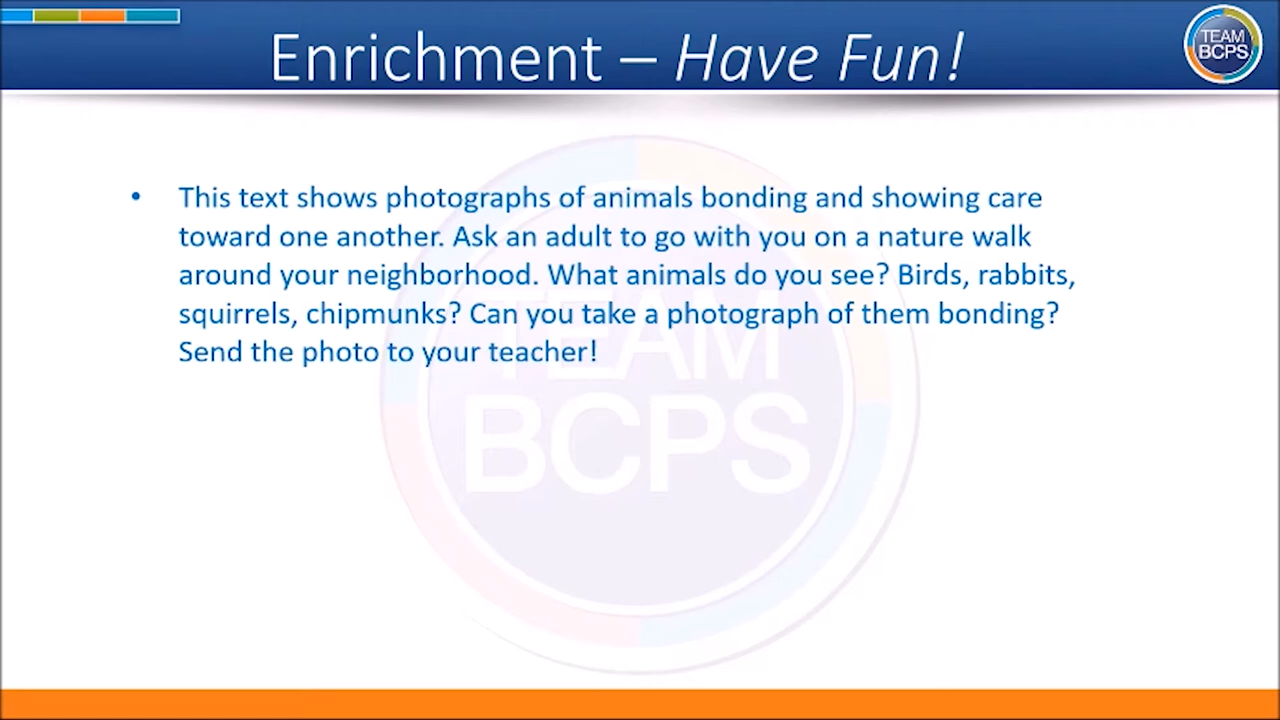 Enrichment – Have Fun!
TEAM
BCPS
• This text shows photographs of animals bonding and showing care
toward one another. Ask an adult to go with you on a nature walk
around your neighborhood. What animals do you see? Birds, rabbits,
squirrels, chipmunks? Can you take a photograph of them bonding?
Send the photo to your teacher!
TEAM
BCPS